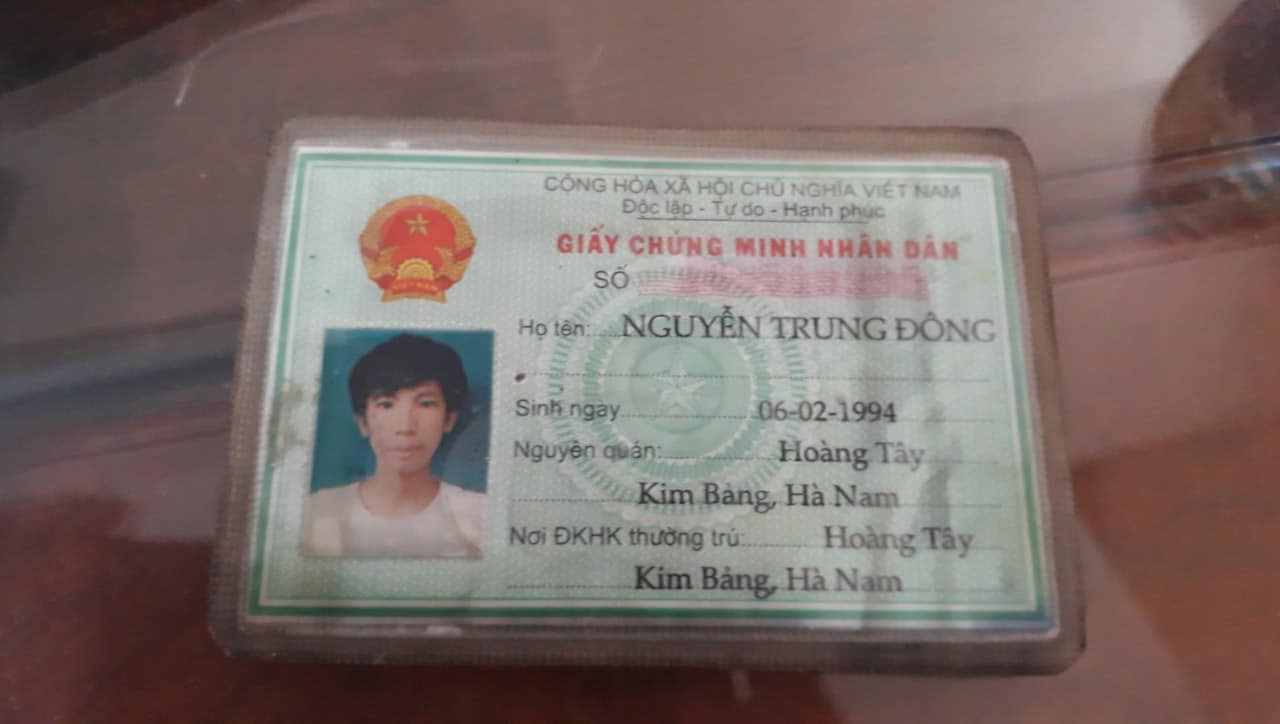 CỘNG HÒA XÃ HỘI CHỦ NGHĨA VIỆT NAM
Độc lập - Tự do - Hạnh phúc
GIẤY CHỨNG MINH NHÂN DÂN
SỐ
Họ tên: NGUYỄN TRUNG ĐÔNG
Sinh ngày 06-02-1994
Nguyên quán: Hoàng Tây
Kim Bảng, Hà Nam
Nơi ĐKHK thường trú: Hoàng Tây
Kim Bảng, Hà Nam
VIỆT NAM